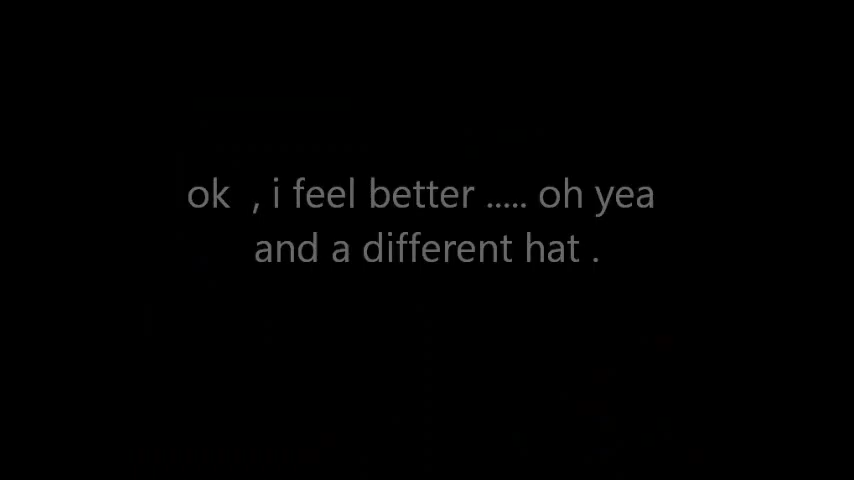 ok  , i feel better ..... oh yea
and a different hat .